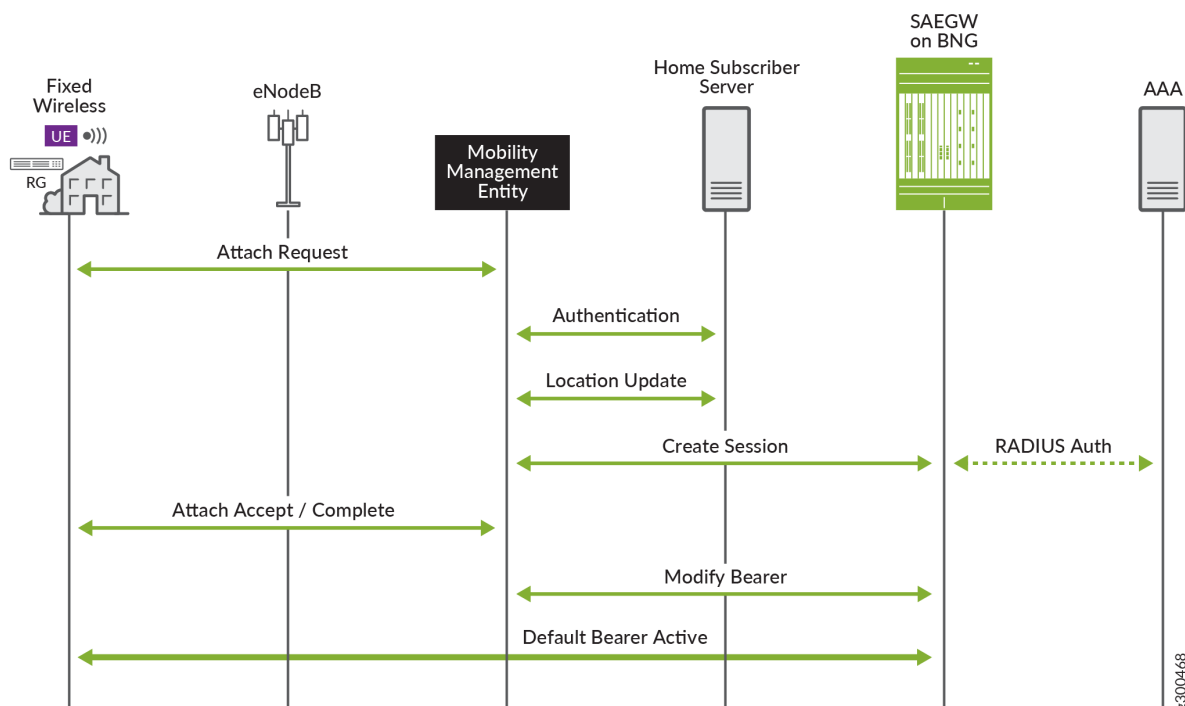 SAEGW
on BNG
Home Subscriber
Server
Fixed
Wireless
eNodeB
AAA
UE
RG
Mobility
Management
Entity
Attach Request
Authentication
Location Update
Create Session
RADIUS Auth
Attach Accept / Complete
Modify Bearer
Default Bearer Active
g300468